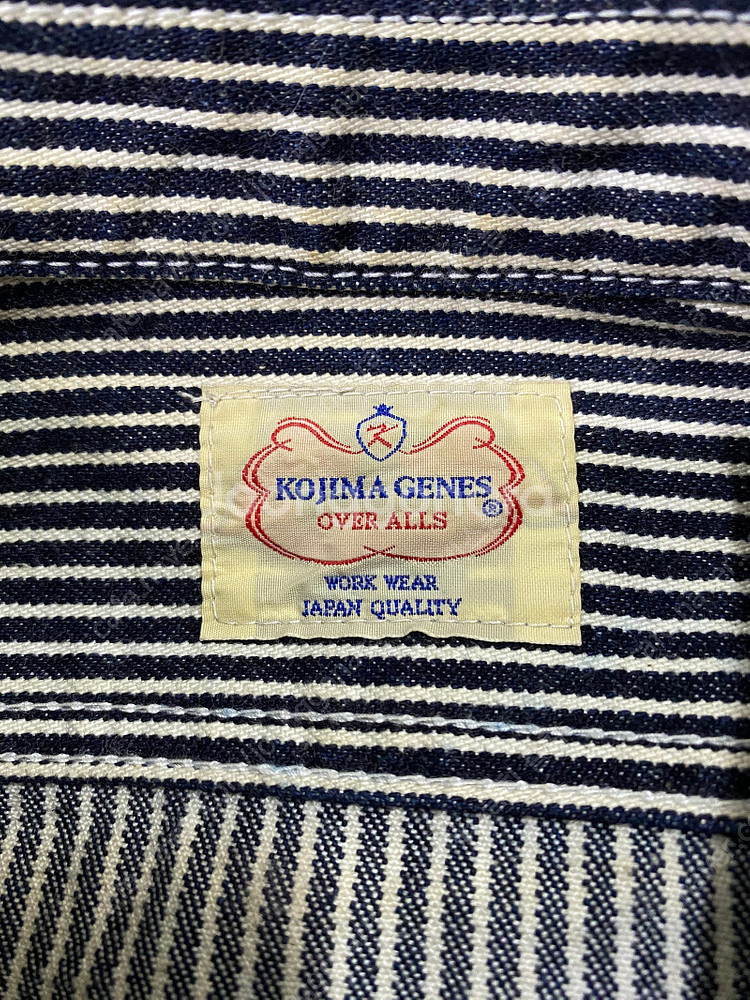 K
KOJIMA GENES®
OVER ALLS
WORK WEAR
JAPAN QUALITY